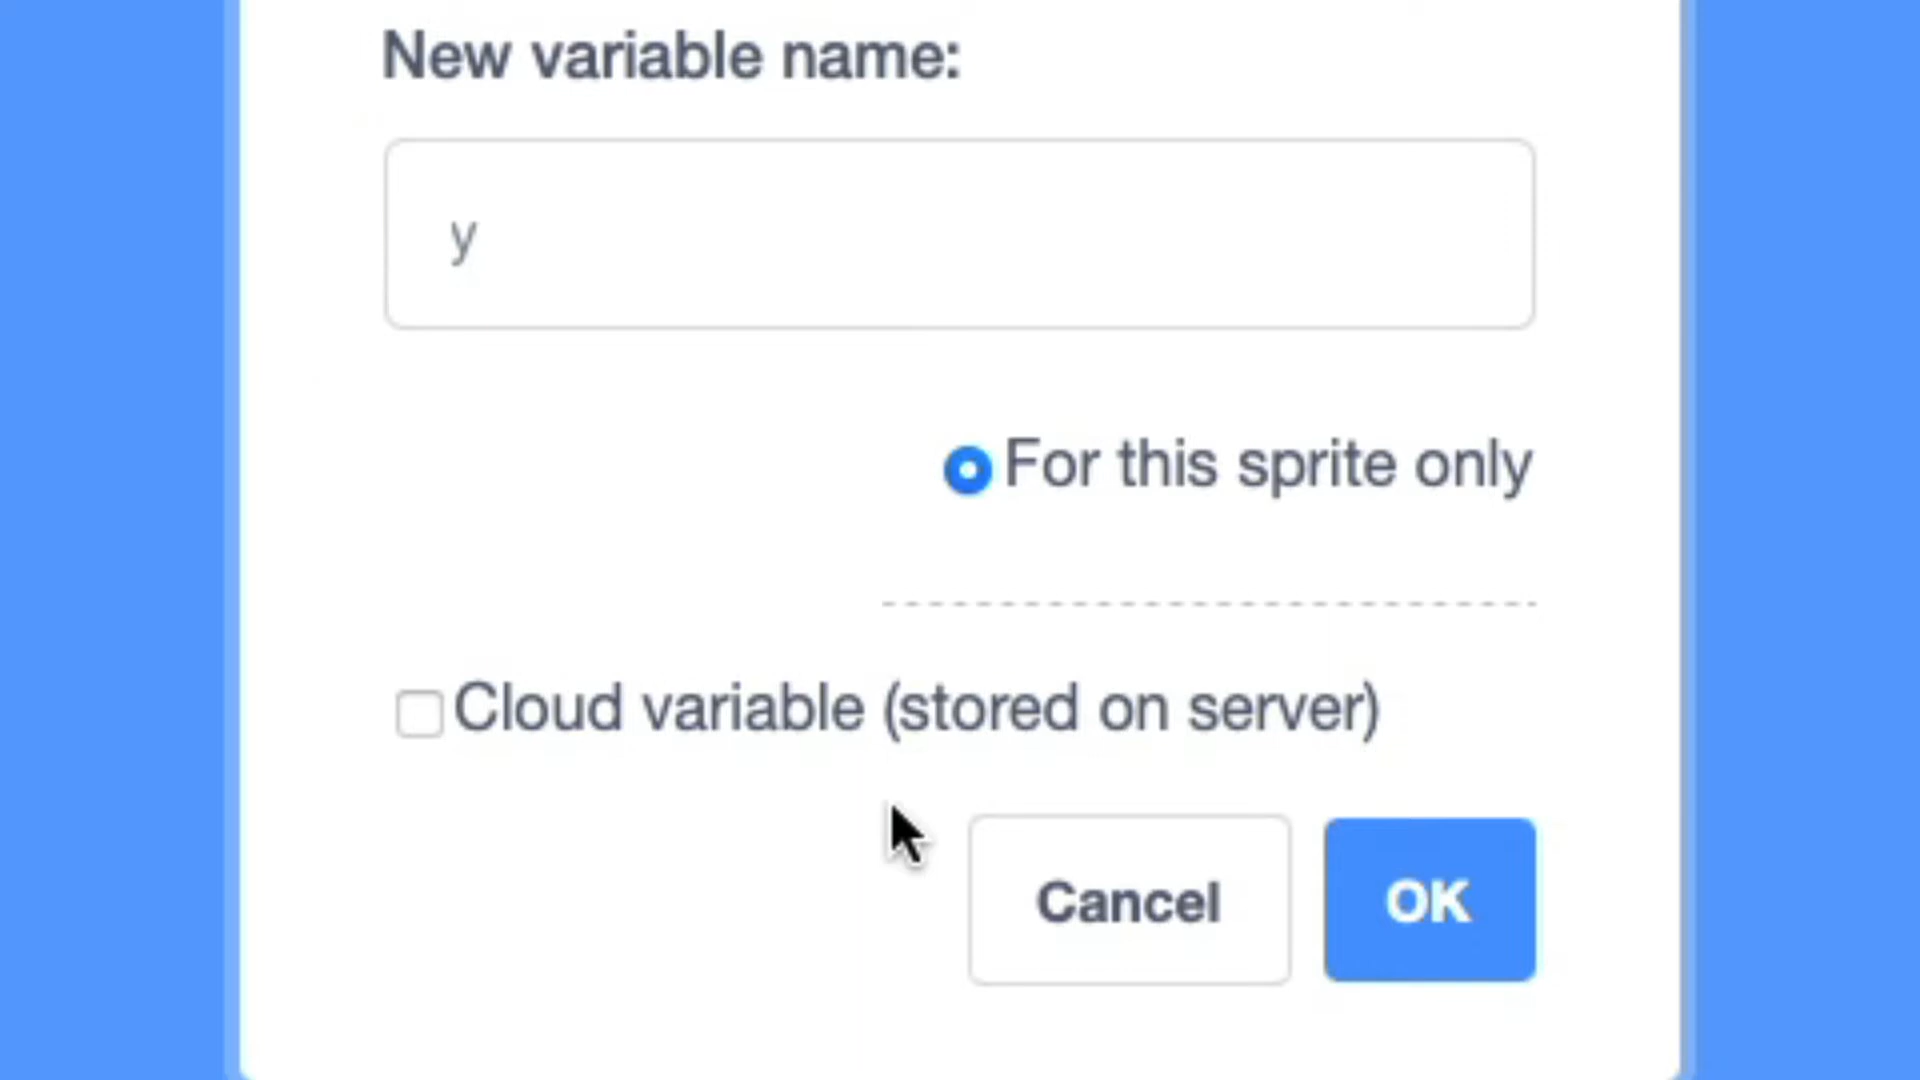 New variable name:
y
For this sprite only
Cloud variable (stored on server)
Cancel
OK